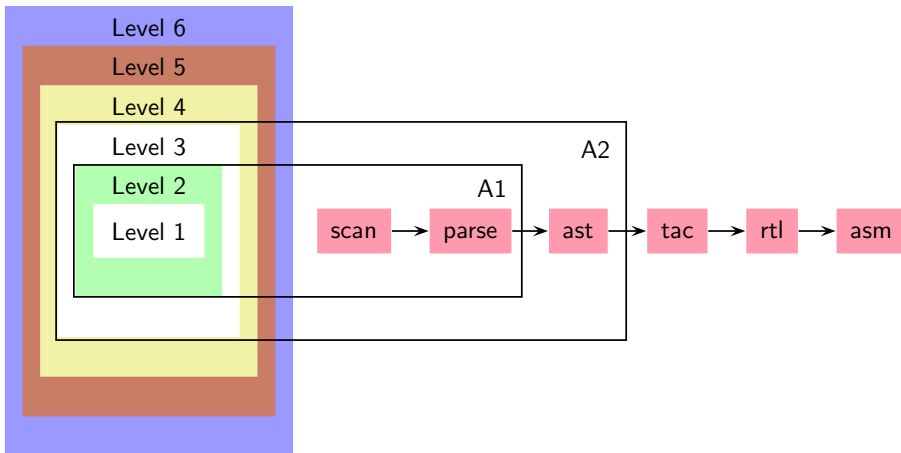 Level 6
Level 5
Level 4
A2
Level 3
A1
Level 2
Level 1
scan
parse
ast
tac
rtl
asm